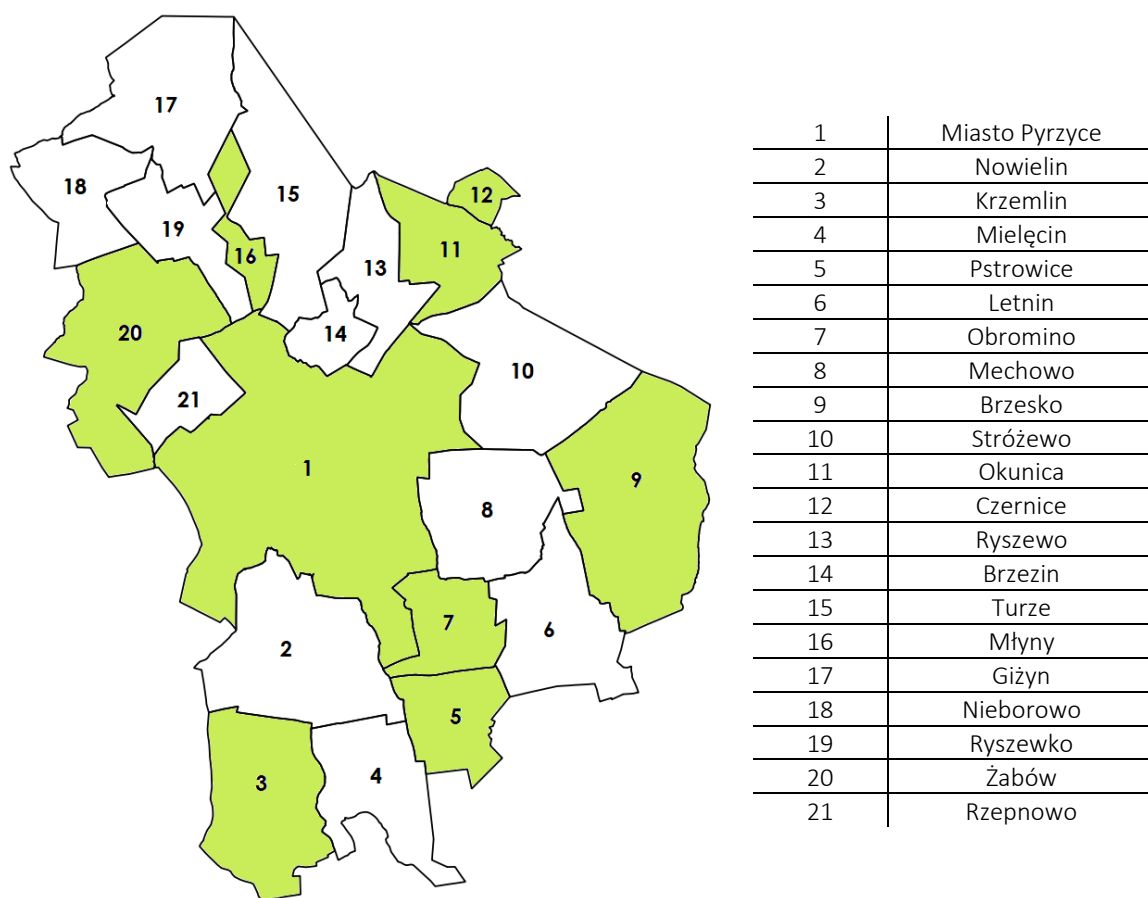 17
18
15
12
19
16
11
13
20
14
10
21
1
9
8
7
6
2
5
4
3
1 Miasto Pyrzyce
2 Nowielin
3 Krzemlin
4 Mielęcin
5 Pstrowice
6 Letnin
7 Obromino
8 Mechowo
9 Brzesko
10 Stróżewo
11 Okunica
12 Czernice
13 Ryszewo
14 Brzezin
15 Turze
16 Młyny
17 Giżyn
18 Nieborowo
19 Ryszewko
20 Żabów
21 Rzepnowo